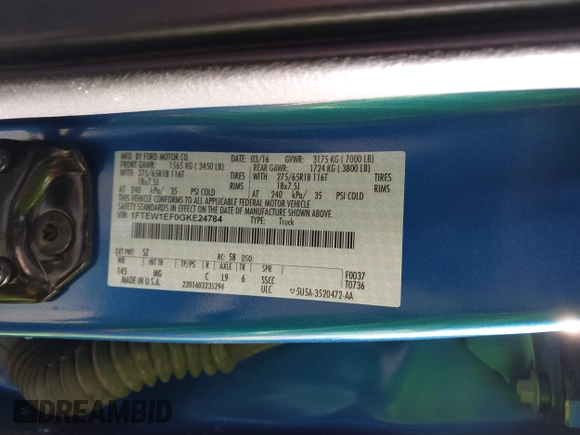 MFD. BY FORD MOTOR CO.
DATE: 03/16 GVWR: 3175 KG ( 7000 LB)
FRONT GAWR: 1565 KG ( 3450 LB) REAR GAWR: 1724 KG ( 3800 LB)
WITH 275/65R18 116T TIRES WITH 275/65R18 116T TIRES
18x7.5J RIMS 18x7.5J RIMS
AT 240 kPa/ 35 PSI COLD AT 240 kPa/ 35 PSI COLD
THIS VEHICLE CONFORMS TO ALL APPLICABLE FEDERAL MOTOR VEHICLE
SAFETY STANDARDS IN EFFECT ON THE DATE OF MANUFACTURE SHOWN ABOVE.
VIN: 1FTEW1EF0GKE24784 TYPE: Truck
EXT PNT: SZ RC: 58 DSO:
WB INT TR TP/PS R AXLE TR SPR F0037
145 MG C L9 6 SSCC T0736
MADE IN U.S.A. ULC
2201603235294 ▽5U5A-3520472-AA
DREAMBID